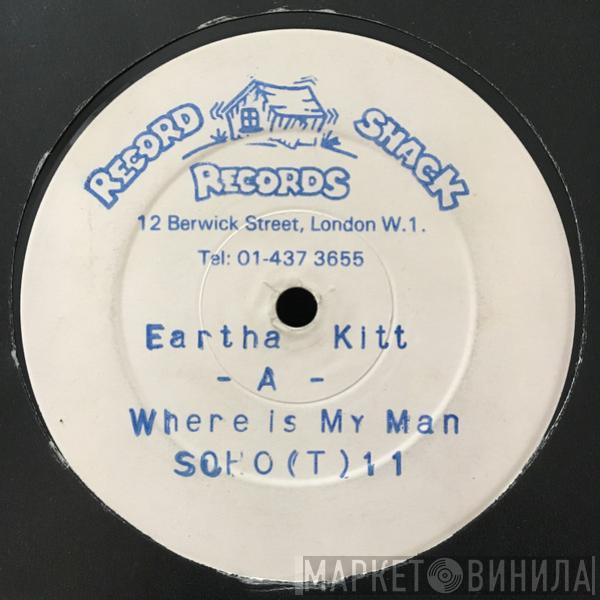 RECORD SHACK
RECORDS
12 Berwick Street, London W.1.
Tel: 01-437 3655
Eartha Kitt
- A -
Where is My Man
SOHO(T)11
МАРКЕТ ВИНИЛА